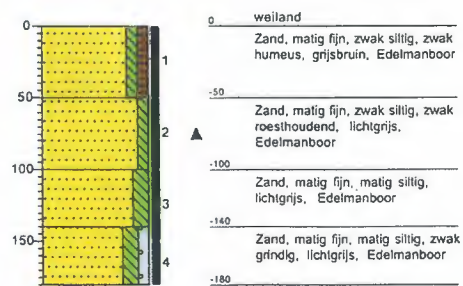 0
50
100
150
1
2
3
4
0 weiland
Zand, matig fijn, zwak siltig, zwak
humeus, grijsbruin, Edelmanboor
-50
Zand, matig fijn, zwak siltig, zwak
roesthoudend, lichtgrijs,
Edelmanboor
-100
Zand, matig fijn, matig siltig,
lichtgrijs, Edelmanboor
-140
Zand, matig fijn, matig siltig, zwak
grindig, lichtgrijs, Edelmanboor
-180